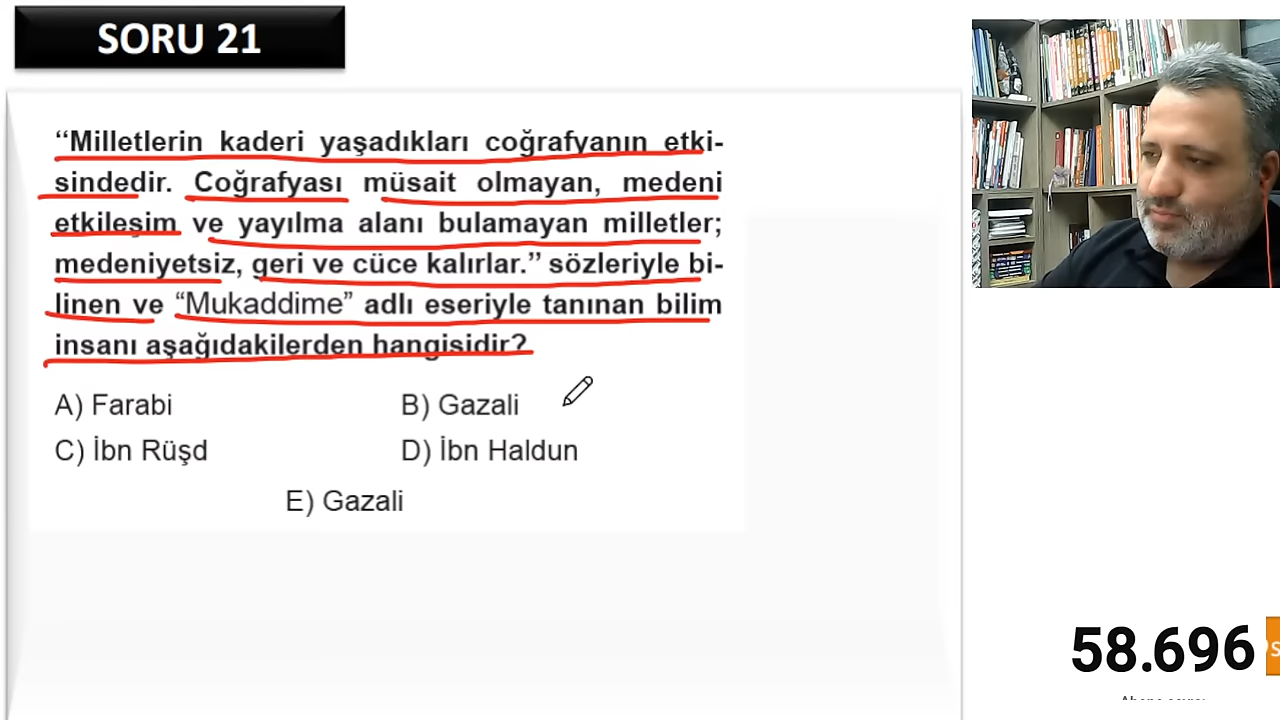 SORU 21
“Milletlerin kaderi yaşadıkları coğrafyanın etki-
sindedir. Coğrafyası müsait olmayan, medeni
etkileşim ve yayılma alanı bulamayan milletler;
medeniyetsiz, geri ve cüce kalırlar.” sözleriyle bi-
linen ve “Mukaddime” adlı eseriyle tanınan bilim
insanı aşağıdakilerden hangisidir?
A) Farabi
B) Gazali
C) İbn Rüşd
D) İbn Haldun
E) Gazali
58.696